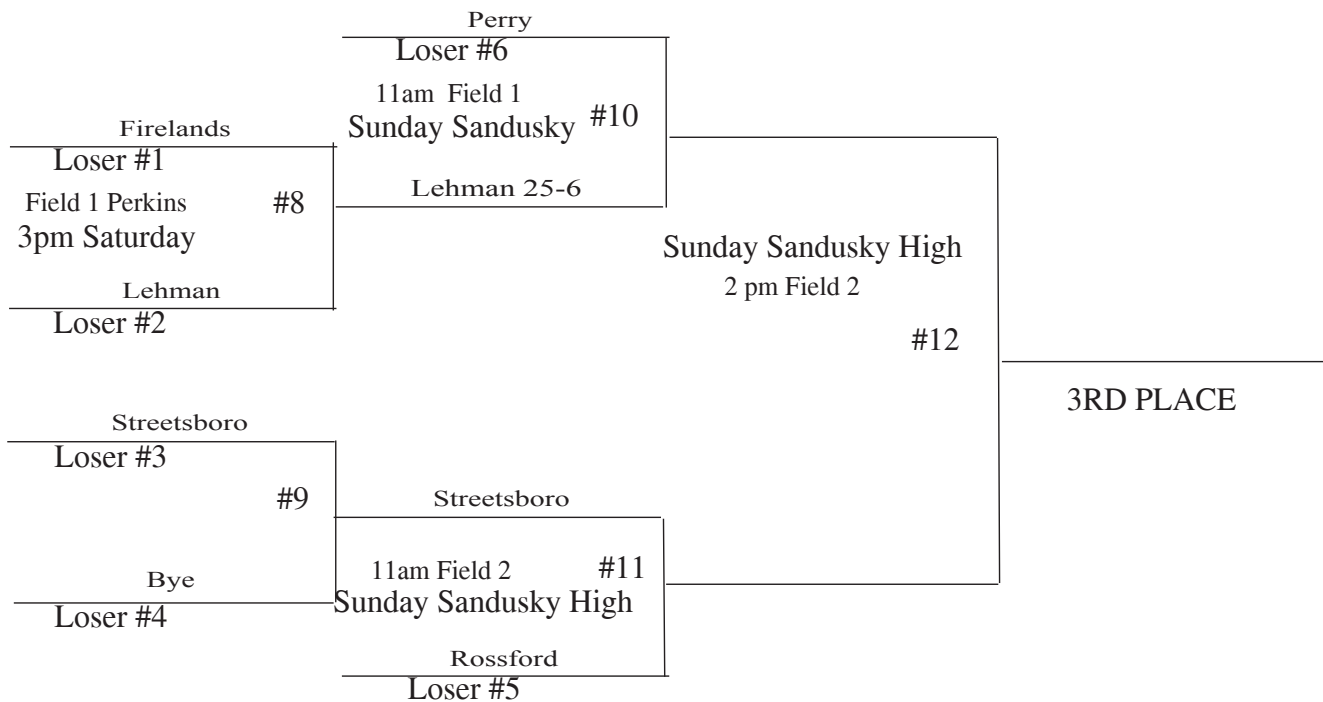 Perry
Loser #6
11am  Field 1
Sunday Sandusky #10
Firelands
Loser #1
Field 1 Perkins #8
3pm Saturday
Lehman 25-6
Lehman
Loser #2
Sunday Sandusky High
2 pm Field 2
#12
3RD PLACE
Streetsboro
Loser #3
#9
Streetsboro
Bye
Loser #4
11am Field 2 #11
Sunday Sandusky High
Rossford
Loser #5